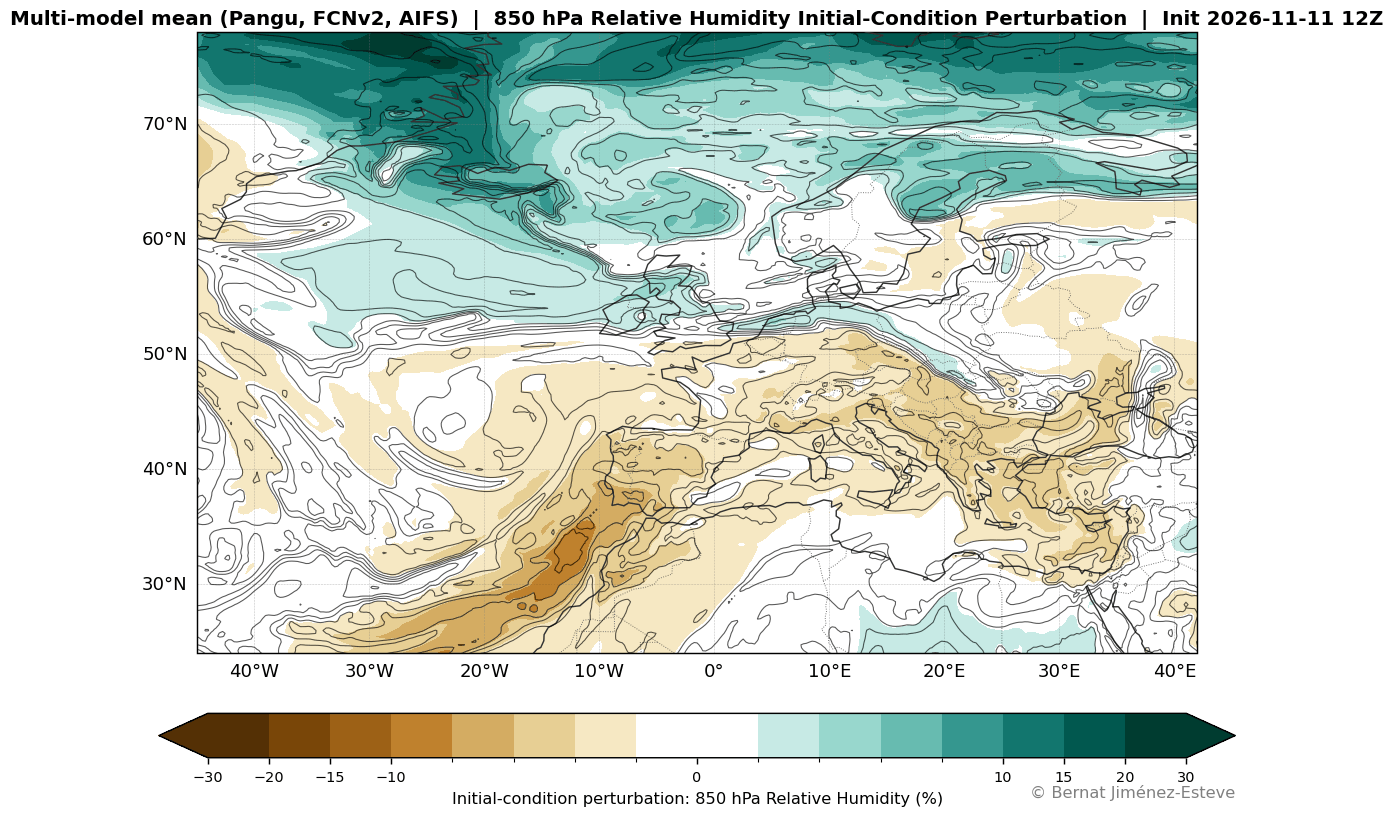 Multi-model mean (Pangu, FCNv2, AIFS)  |  850 hPa Relative Humidity Initial-Condition Perturbation  |  Init 2026-11-11 12Z
70°N
60°N
50°N
40°N
30°N
40°W 30°W 20°W 10°W 0° 10°E 20°E 30°E 40°E
−30 −20 −15 −10 0 10 15 20 30
Initial-condition perturbation: 850 hPa Relative Humidity (%)
© Bernat Jiménez-Esteve